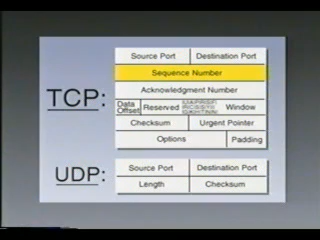 TCP:
Source Port Destination Port
Sequence Number
Acknowledgment Number
Data Offset Reserved Window
Checksum Urgent Pointer
Options Padding
UDP:
Source Port Destination Port
Length Checksum